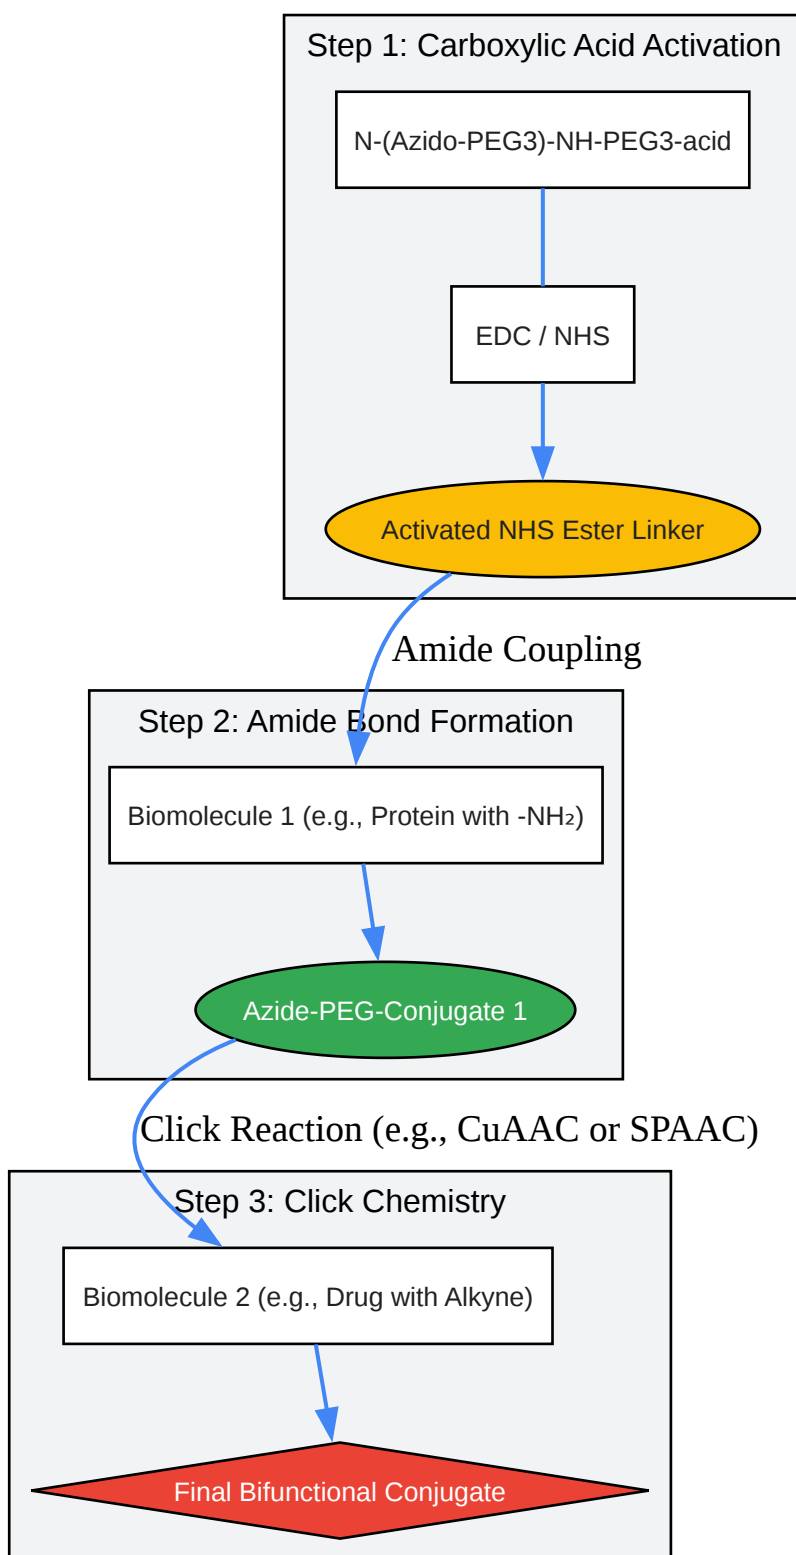 Step 1: Carboxylic Acid Activation
N-(Azido-PEG3)-NH-PEG3-acid
EDC / NHS
Activated NHS Ester Linker
Amide Coupling
Step 2: Amide Bond Formation
Biomolecule 1 (e.g., Protein with -NH₂)
Azide-PEG-Conjugate 1
Click Reaction (e.g., CuAAC or SPAAC)
Step 3: Click Chemistry
Biomolecule 2 (e.g., Drug with Alkyne)
Final Bifunctional Conjugate